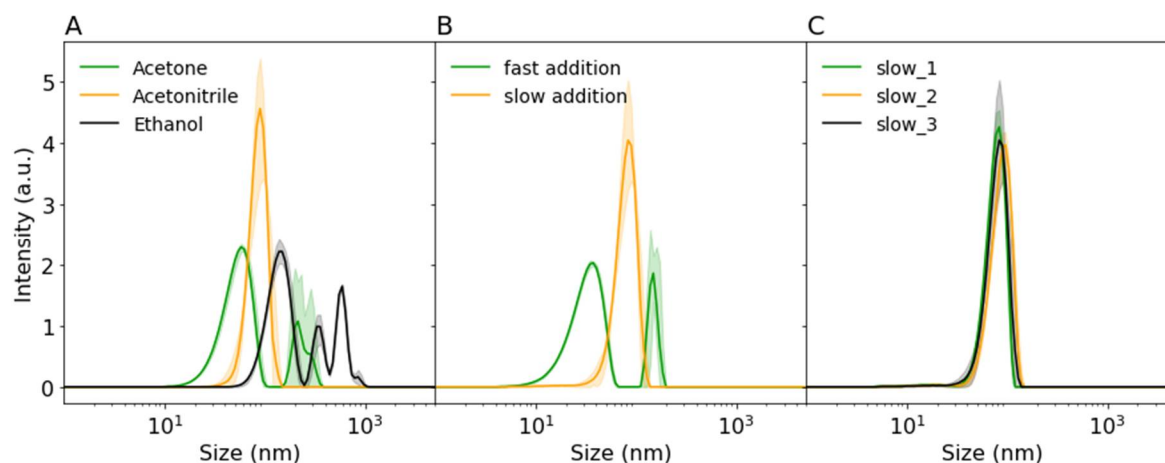 A
B
C
Acetone
Acetonitrile
Ethanol
fast addition
slow addition
slow_1
slow_2
slow_3
Intensity (a.u.)
5
4
3
2
1
0
10^1
10^3
10^1
10^3
10^1
10^3
Size (nm)
Size (nm)
Size (nm)